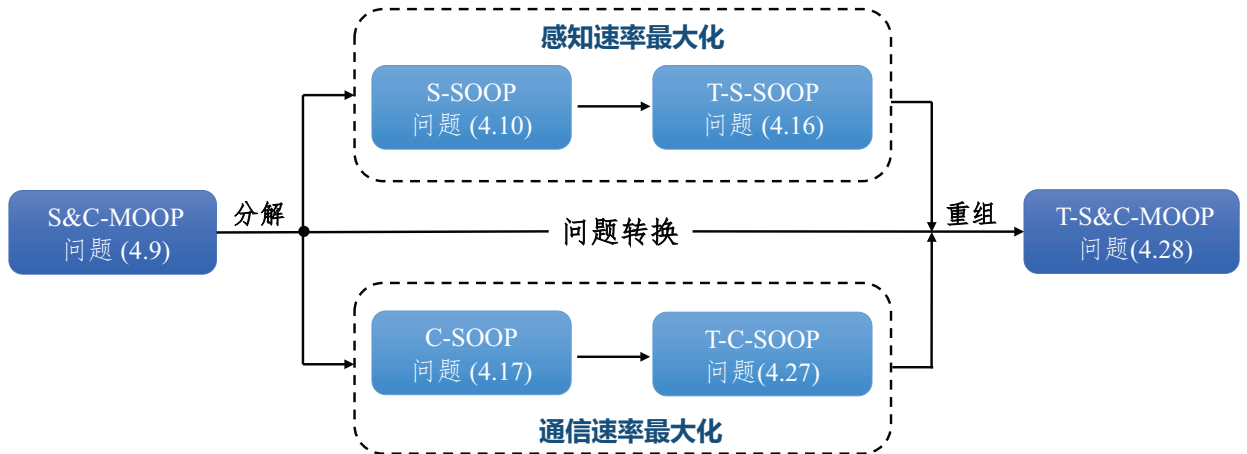 感知速率最大化
S-SOOP
问题 (4.10)
T-S-SOOP
问题 (4.16)
S&C-MOOP
问题 (4.9)
分解
问题转换
重组
T-S&C-MOOP
问题(4.28)
C-SOOP
问题 (4.17)
T-C-SOOP
问题(4.27)
通信速率最大化